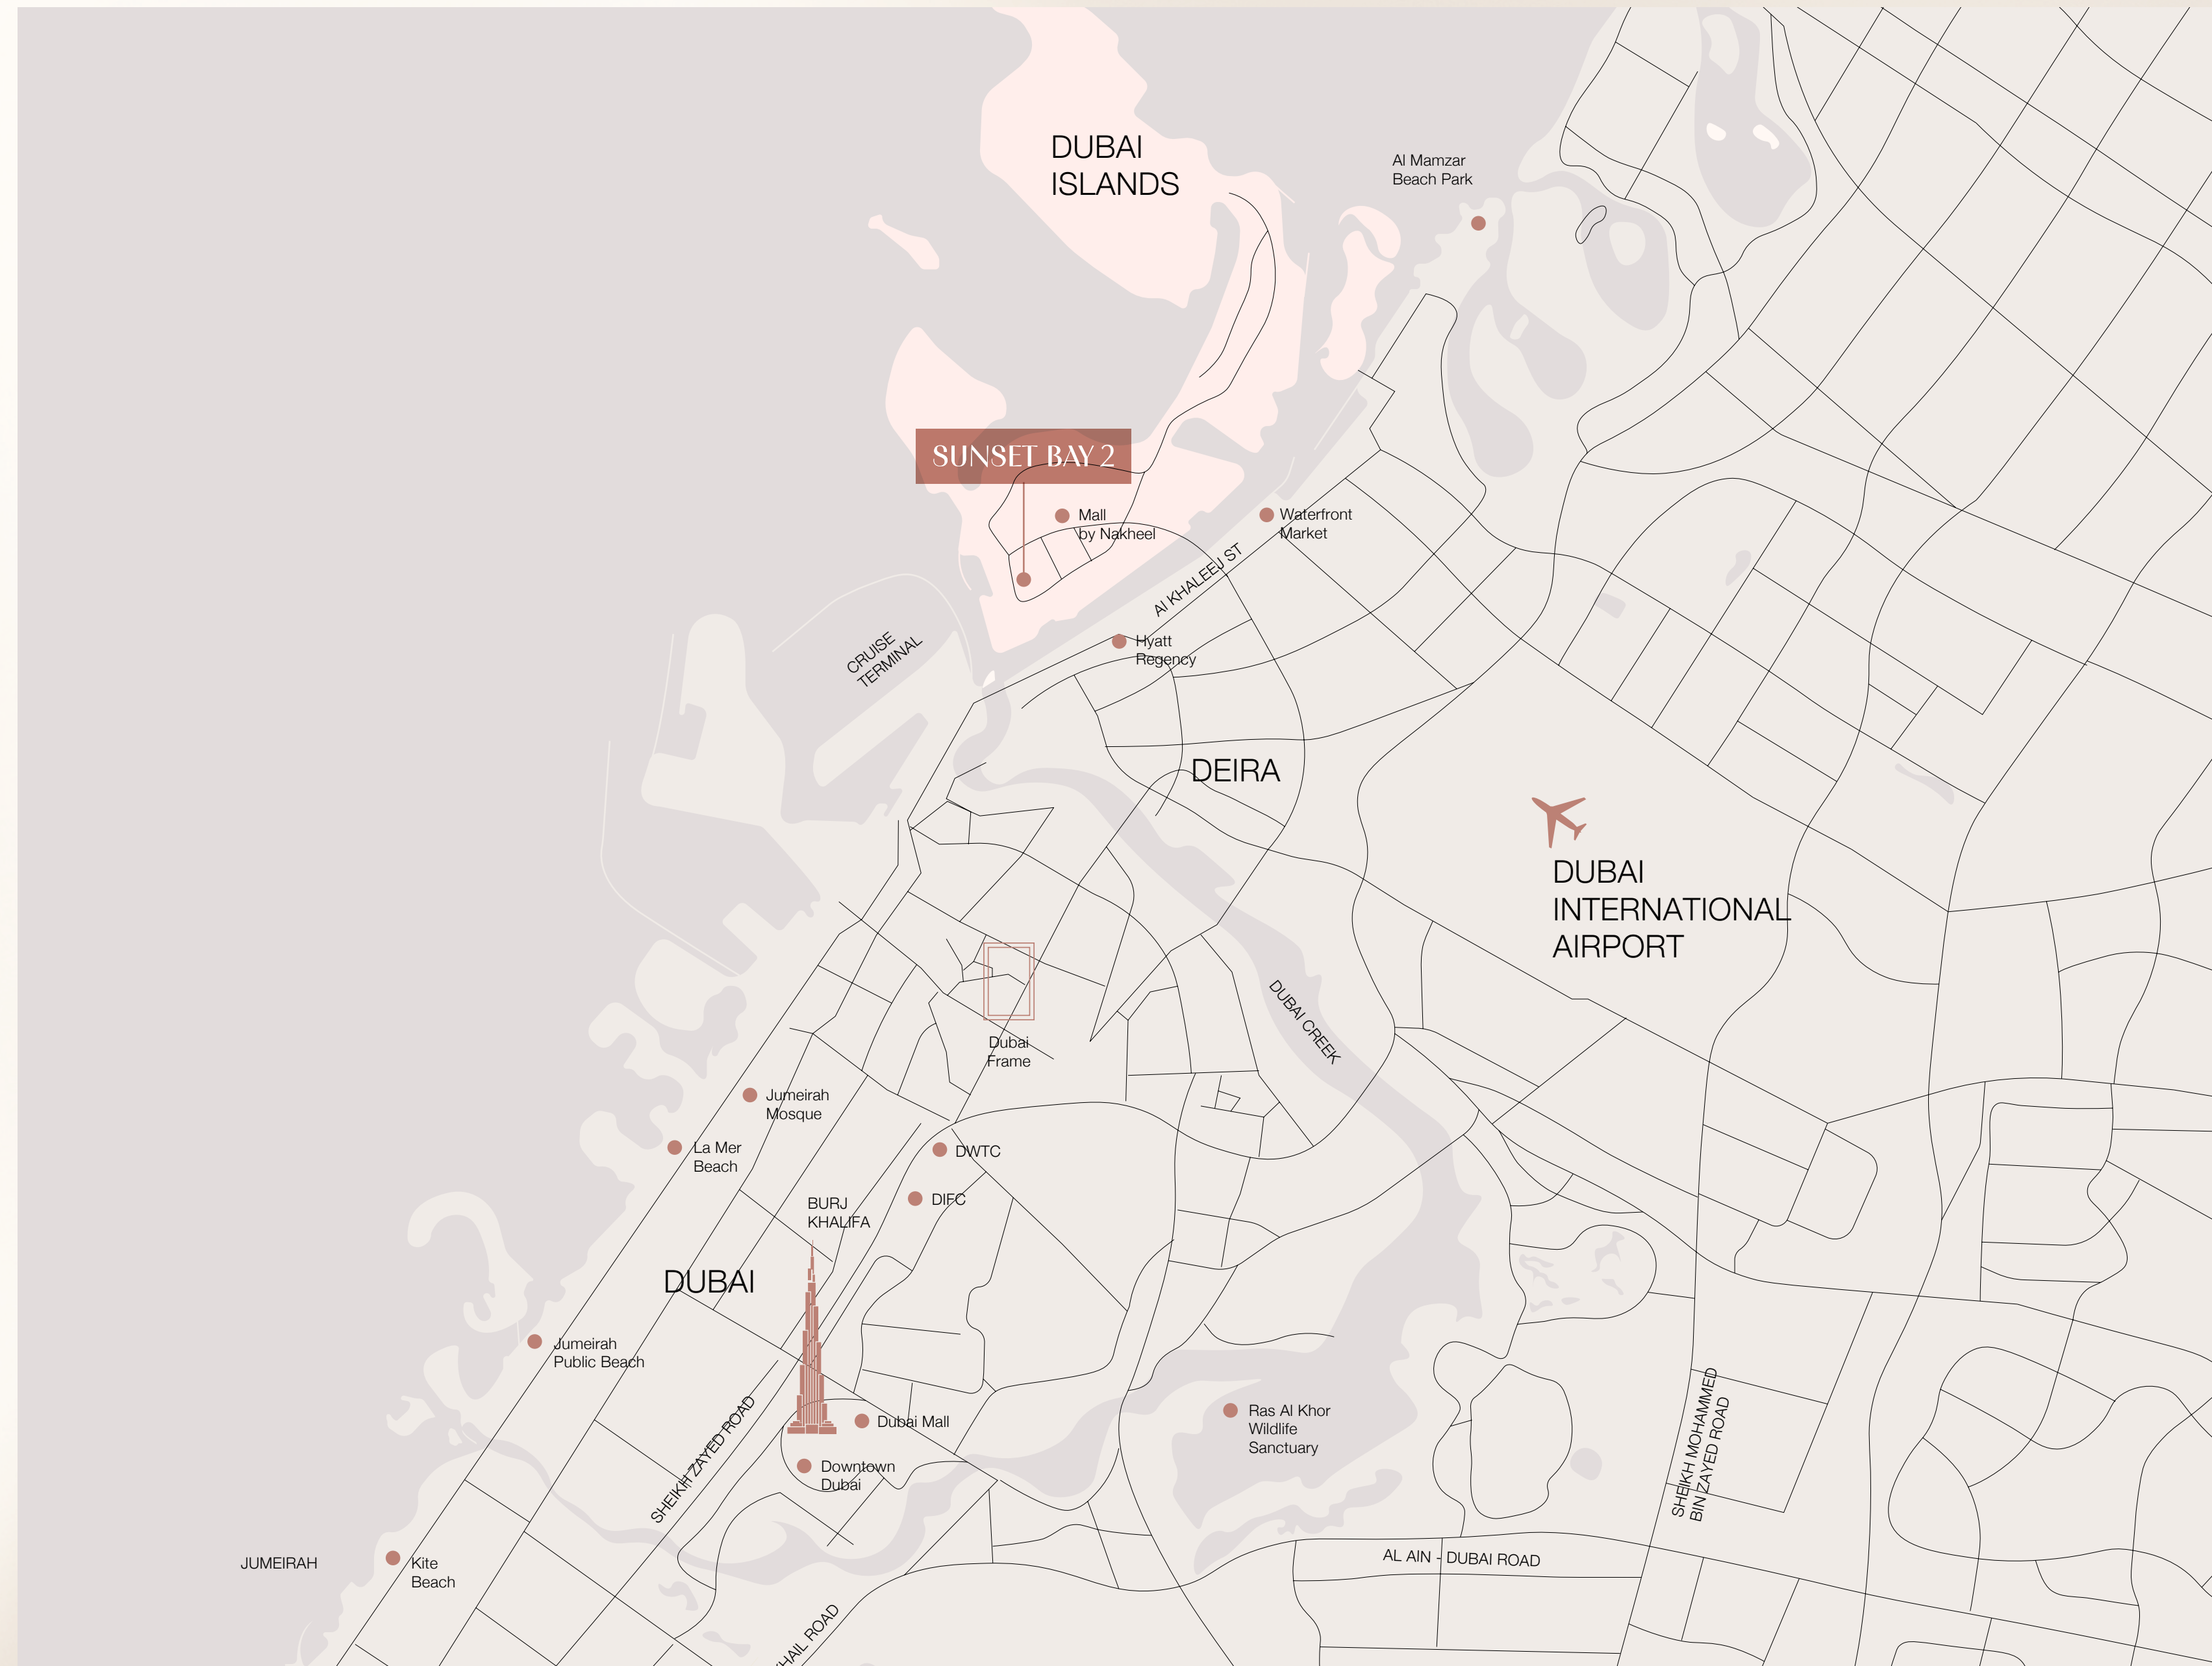 DUBAI
ISLANDS
Al Mamzar
Beach Park
SUNSET BAY 2
Mall
by Nakheel
Waterfront
Market
Al KHALEEJ ST
Hyatt
Regency
CRUISE
TERMINAL
DEIRA
DUBAI
INTERNATIONAL
AIRPORT
DUBAI CREEK
Dubai
Frame
Jumeirah
Mosque
La Mer
Beach
DWTC
DIFC
BURJ
KHALIFA
DUBAI
Jumeirah
Public Beach
Dubai Mall
Downtown
Dubai
SHEIKH ZAYED ROAD
Ras Al Khor
Wildlife
Sanctuary
SHEIKH MOHAMMED
BIN ZAYED ROAD
AL AIN - DUBAI ROAD
JUMEIRAH
Kite
Beach
HAIL ROAD